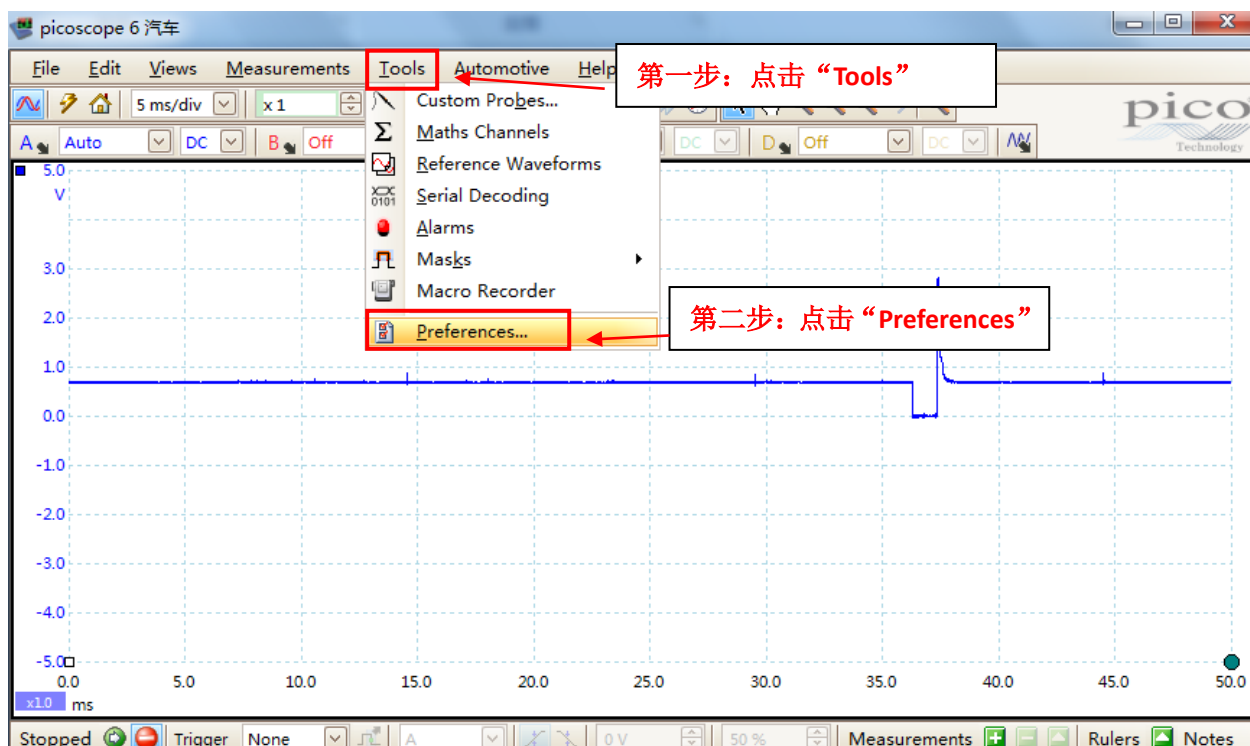 picoscope 6 汽车
File Edit Views Measurements Tools Automotive Help
第一步：点击“Tools”
5 ms/div x 1
pico
Technology
A Auto DC B Off DC D Off DC
Custom Probes...
Maths Channels
Reference Waveforms
Serial Decoding
0101
Alarms
Masks
Macro Recorder
Preferences...
第二步：点击“Preferences”
5.0
V
3.0
2.0
1.0
0.0
-1.0
-2.0
-3.0
-4.0
-5.0
0.0 5.0 10.0 15.0 20.0 25.0 30.0 35.0 40.0 45.0 50.0
x1.0 ms
Stopped Trigger None A 0 V 50 % Measurements Rulers Notes